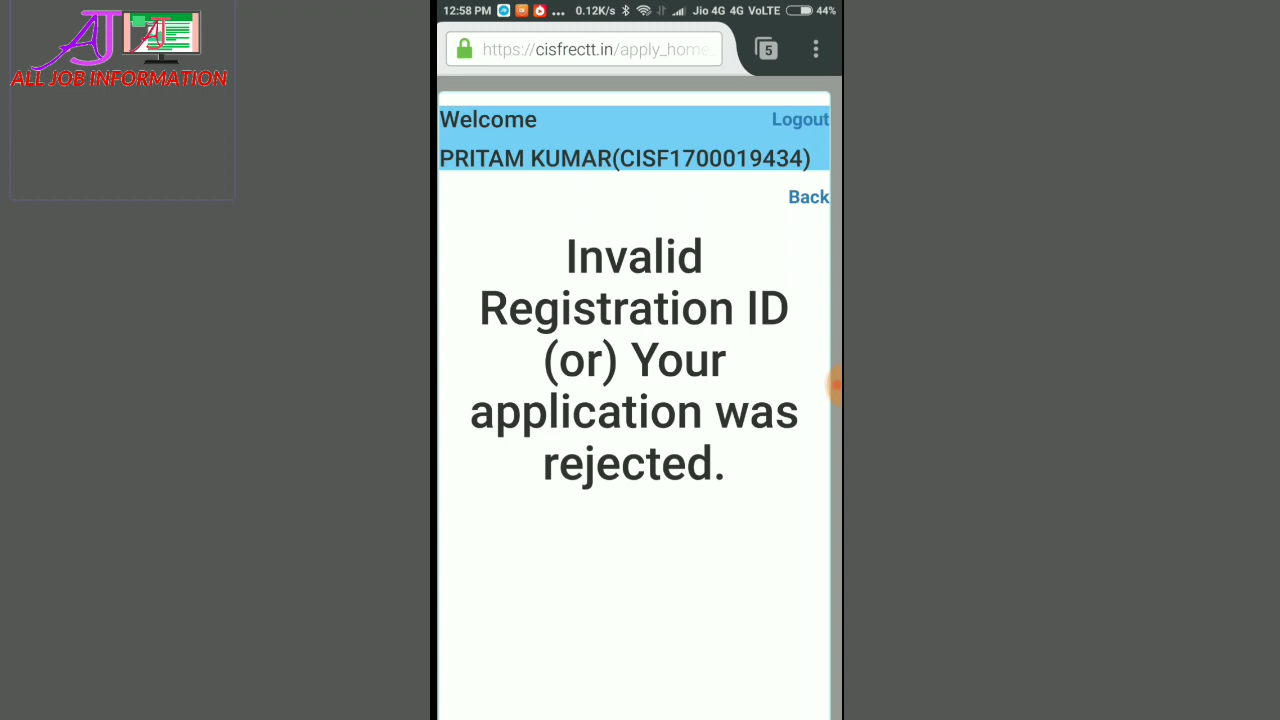 AJ
AJ
ALL JOB INFORMATION
12:58 PM ... 0.12K/s Jio 4G 4G VoLTE 44%
https://cisfrectt.in/apply_home.
5
Welcome
Logout
PRITAM KUMAR(CISF1700019434)
Back
Invalid
Registration ID
(or) Your
application was
rejected.